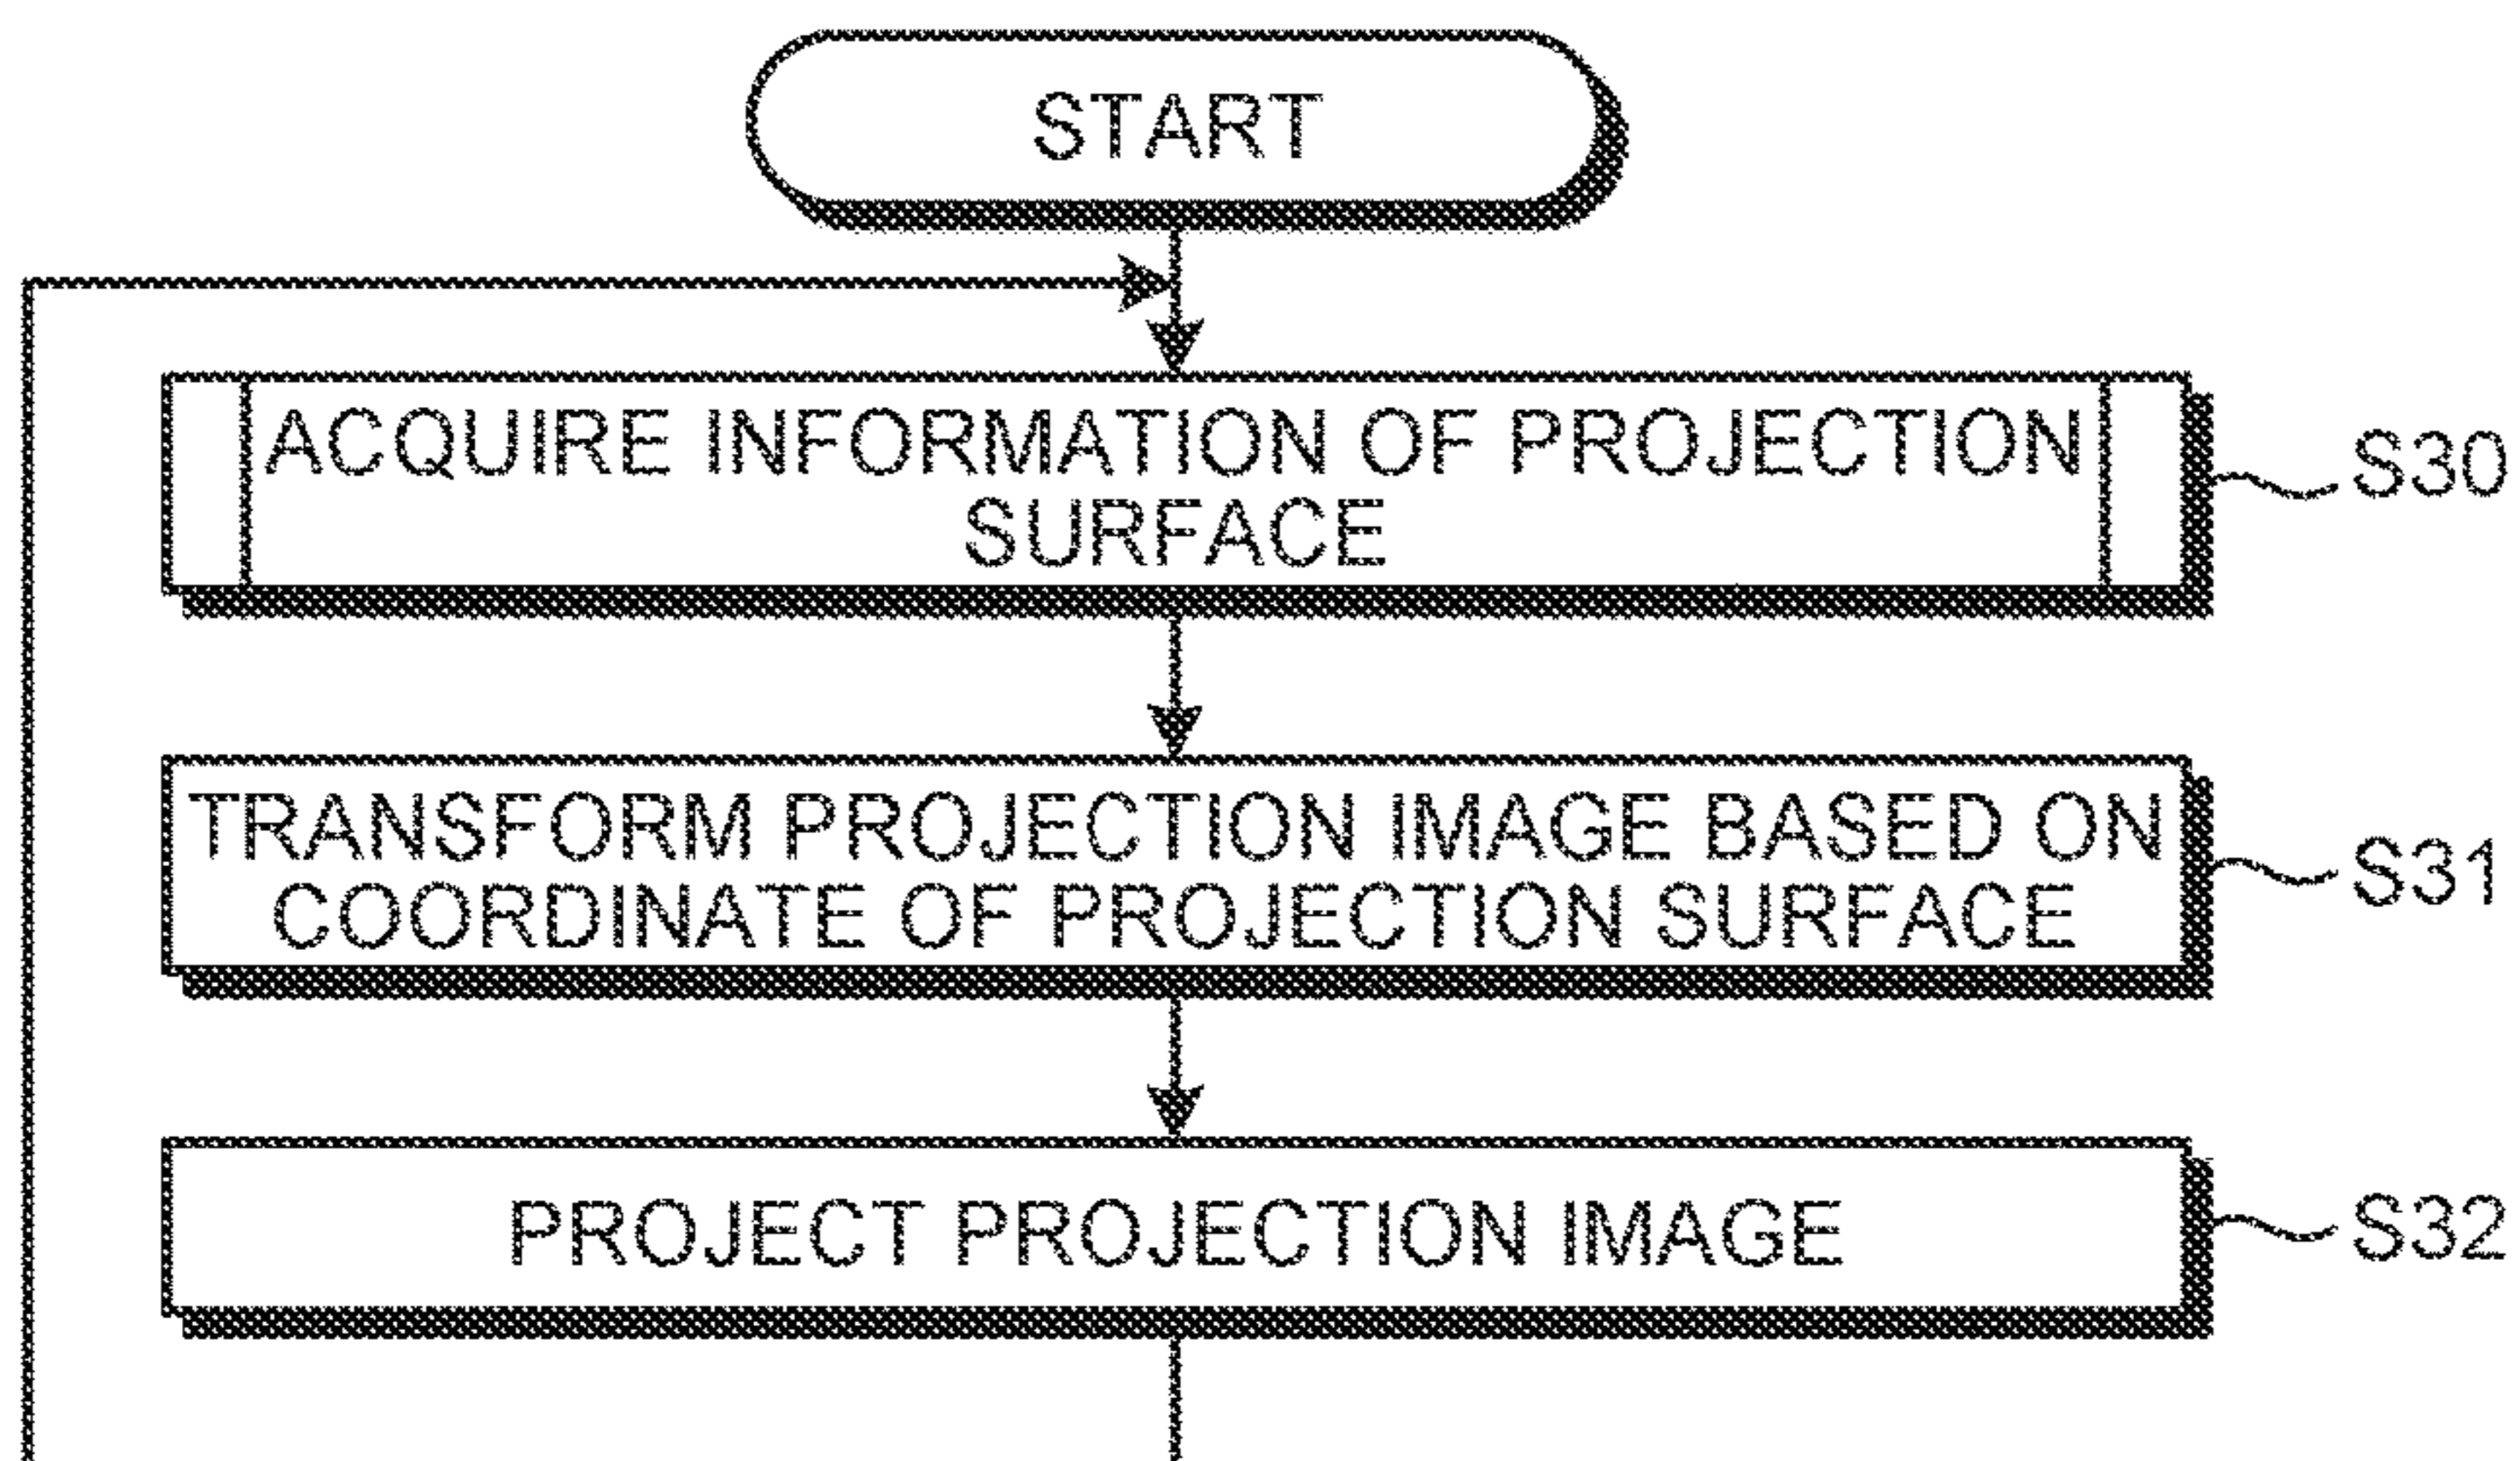 START
ACQUIRE INFORMATION OF PROJECTION
SURFACE
S30
TRANSFORM PROJECTION IMAGE BASED ON
COORDINATE OF PROJECTION SURFACE
S31
PROJECT PROJECTION IMAGE
S32